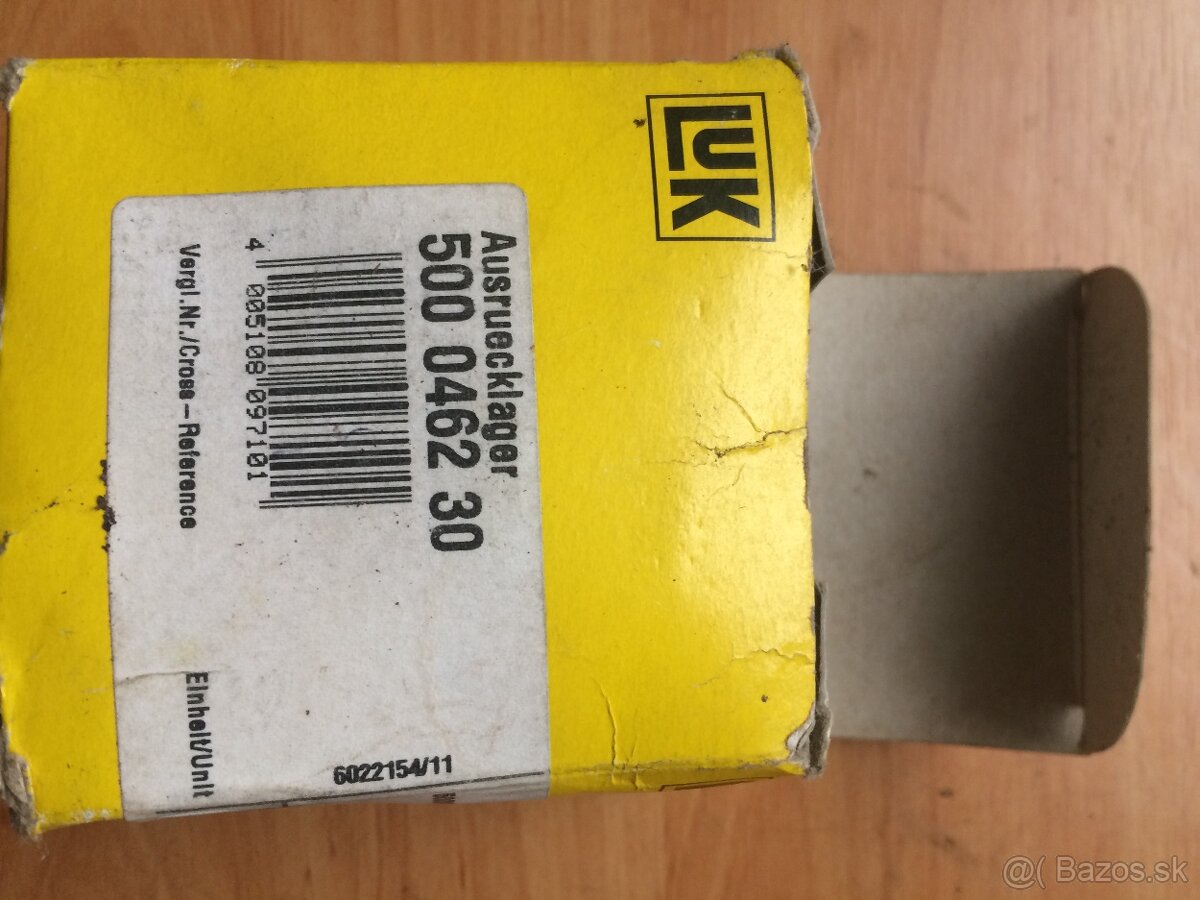 LUK
Ausruecklager
500 0462 30
4 005108 097101
Vergl.Nr./Cross-Reference
Einheit/Unit
6022154/11
@( Bazos.sk